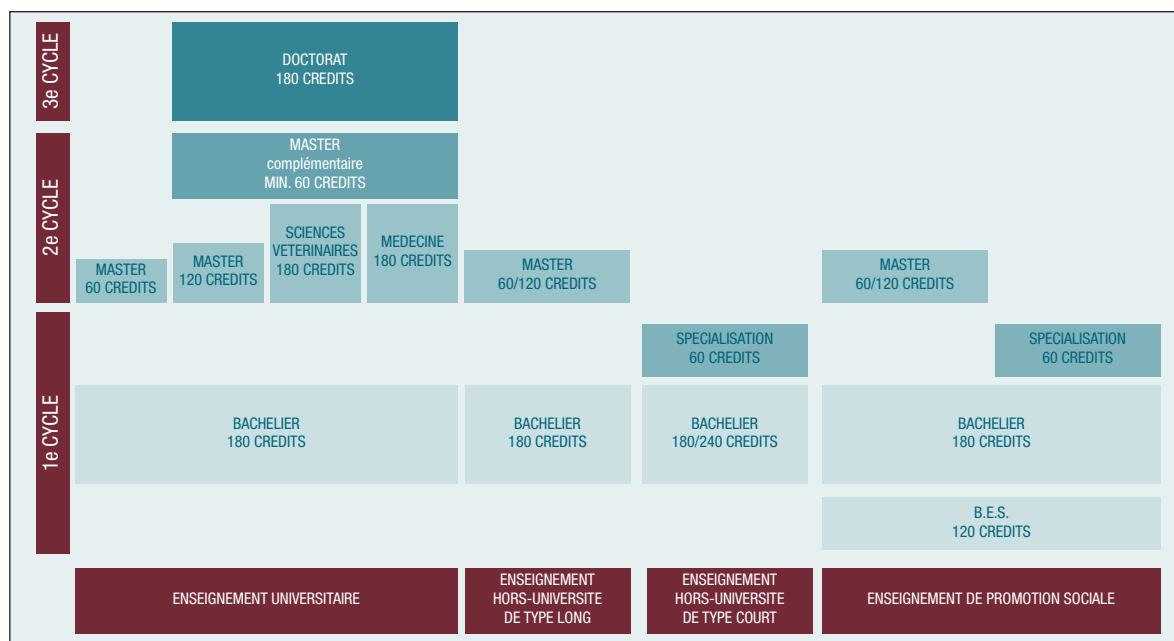 3e CYCLE
DOCTORAT
180 CREDITS
2e CYCLE
MASTER
complémentaire
MIN. 60 CREDITS
MASTER
60 CREDITS
MASTER
120 CREDITS
SCIENCES
VETERINAIRES
180 CREDITS
MEDECINE
180 CREDITS
MASTER
60/120 CREDITS
MASTER
60/120 CREDITS
1e CYCLE
SPECIALISATION
60 CREDITS
SPECIALISATION
60 CREDITS
BACHELIER
180 CREDITS
BACHELIER
180 CREDITS
BACHELIER
180/240 CREDITS
BACHELIER
180 CREDITS
B.E.S.
120 CREDITS
ENSEIGNEMENT UNIVERSITAIRE
ENSEIGNEMENT
HORS-UNIVERSITE
DE TYPE LONG
ENSEIGNEMENT
HORS-UNIVERSITE
DE TYPE COURT
ENSEIGNEMENT DE PROMOTION SOCIALE